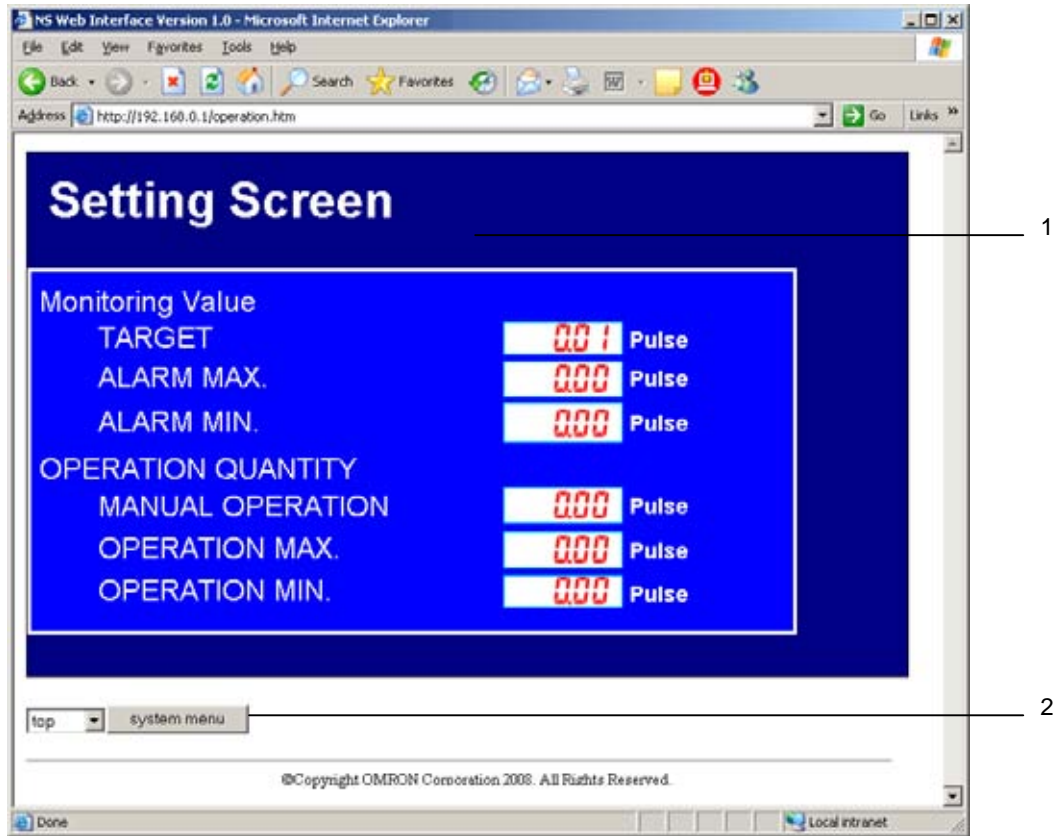 NS Web Interface Version 1.0 - Microsoft Internet Explorer
File Edit View Favorites Tools Help
Back Search Favorites
Address http://192.168.0.1/operation.htm Go Links »
Setting Screen
1
Monitoring Value
TARGET 0.01 Pulse
ALARM MAX. 0.00 Pulse
ALARM MIN. 0.00 Pulse
OPERATION QUANTITY
MANUAL OPERATION 0.00 Pulse
OPERATION MAX. 0.00 Pulse
OPERATION MIN. 0.00 Pulse
top system menu
2
©Copyright OMRON Corporation 2008. All Rights Reserved.
Done Local intranet